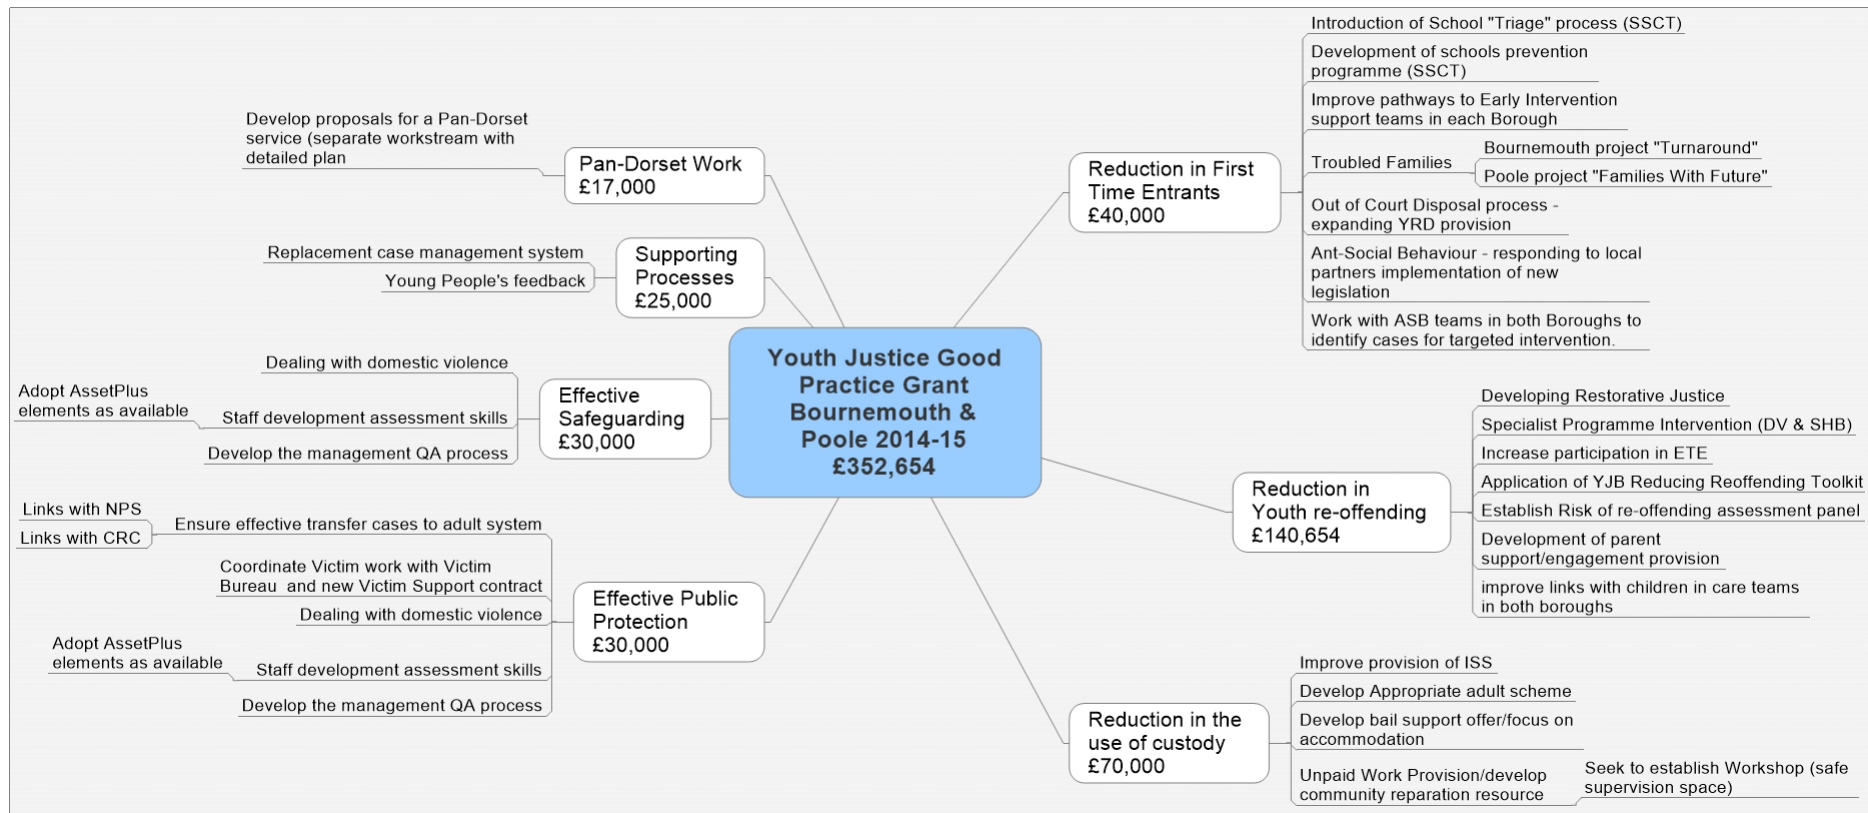 Youth Justice Good
Practice Grant
Bournemouth &
Poole 2014-15
£352,654
Reduction in First
Time Entrants
£40,000
Introduction of School "Triage" process (SSCT)
Development of schools prevention
programme (SSCT)
Improve pathways to Early Intervention
support teams in each Borough
Troubled Families
Bournemouth project "Turnaround"
Poole project "Families With Future"
Out of Court Disposal process -
expanding YRD provision
Ant-Social Behaviour - responding to local
partners implementation of new
legislation
Work with ASB teams in both Boroughs to
identify cases for targeted intervention.
Reduction in
Youth re-offending
£140,654
Developing Restorative Justice
Specialist Programme Intervention (DV & SHB)
Increase participation in ETE
Application of YJB Reducing Reoffending Toolkit
Establish Risk of re-offending assessment panel
Development of parent
support/engagement provision
improve links with children in care teams
in both boroughs
Reduction in the
use of custody
£70,000
Improve provision of ISS
Develop Appropriate adult scheme
Develop bail support offer/focus on
accommodation
Unpaid Work Provision/develop
community reparation resource
Seek to establish Workshop (safe
supervision space)
Pan-Dorset Work
£17,000
Develop proposals for a Pan-Dorset
service (separate workstream with
detailed plan
Supporting
Processes
£25,000
Replacement case management system
Young People's feedback
Effective
Safeguarding
£30,000
Dealing with domestic violence
Staff development assessment skills
Adopt AssetPlus
elements as available
Develop the management QA process
Effective Public
Protection
£30,000
Ensure effective transfer cases to adult system
Links with NPS
Links with CRC
Coordinate Victim work with Victim
Bureau  and new Victim Support contract
Dealing with domestic violence
Staff development assessment skills
Adopt AssetPlus
elements as available
Develop the management QA process